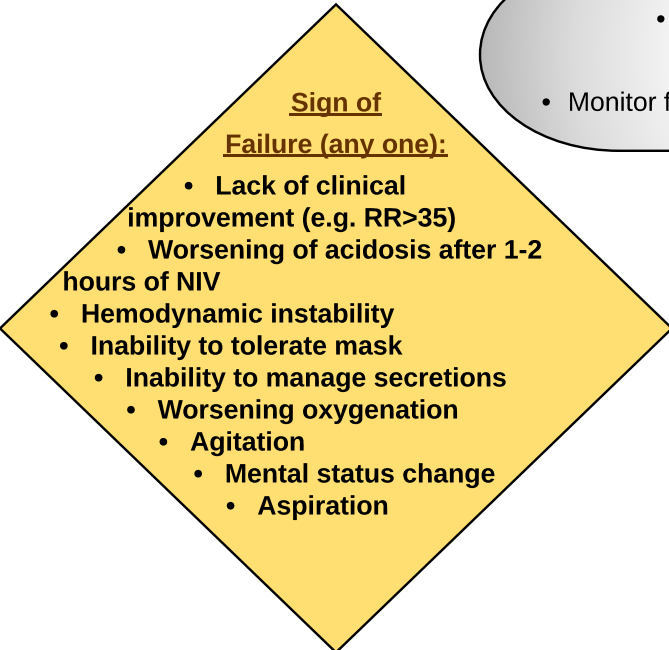 •
• Monitor f
Sign of
Failure (any one):
• Lack of clinical
improvement (e.g. RR>35)
• Worsening of acidosis after 1-2
hours of NIV
• Hemodynamic instability
• Inability to tolerate mask
• Inability to manage secretions
• Worsening oxygenation
• Agitation
• Mental status change
• Aspiration